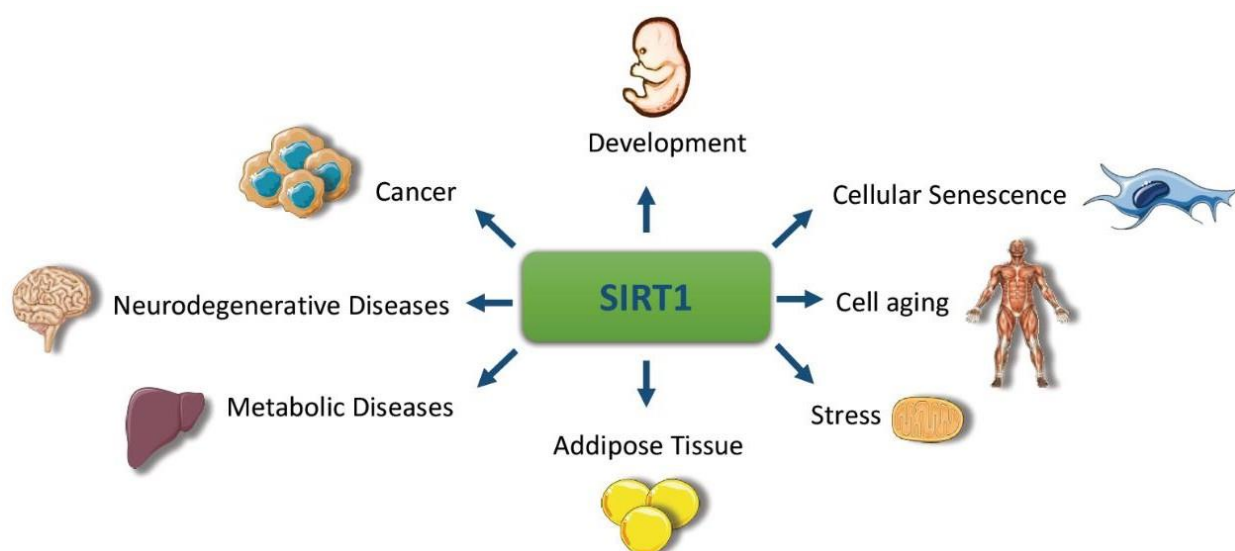 Development
Cancer
Cellular Senescence
SIRT1
Neurodegenerative Diseases
Cell aging
Metabolic Diseases
Stress
Addipose Tissue